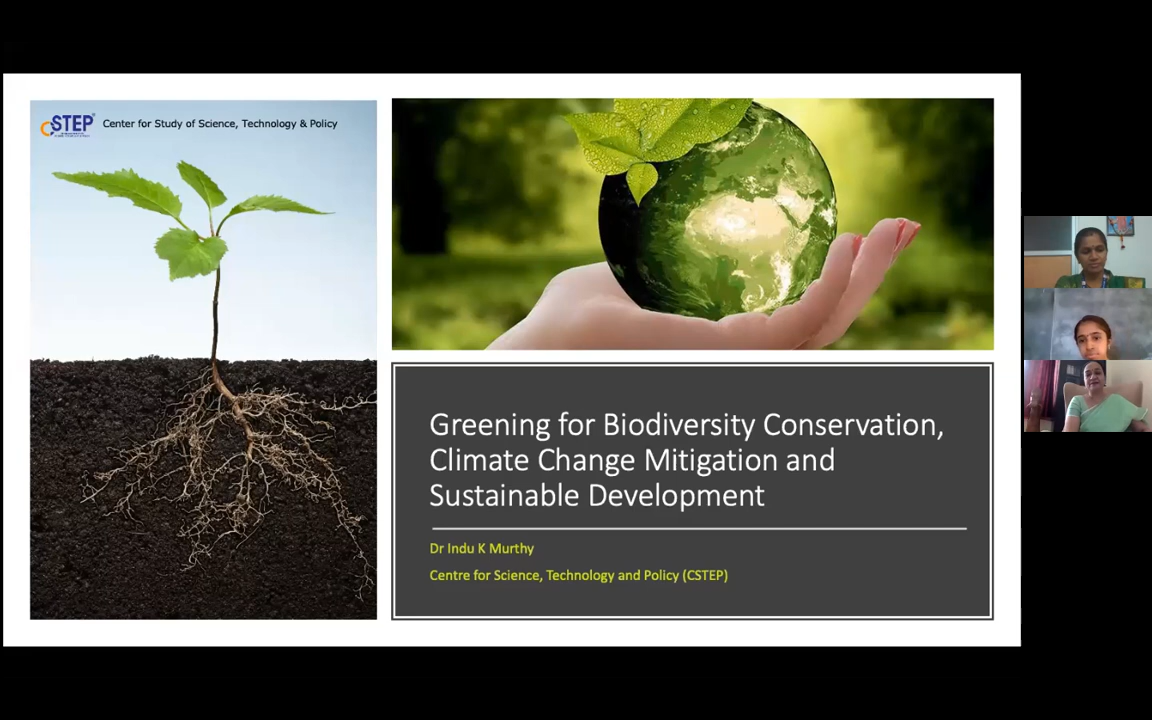 CSTEP
Center for Study of Science, Technology & Policy
Greening for Biodiversity Conservation,
Climate Change Mitigation and
Sustainable Development
Dr Indu K Murthy
Centre for Science, Technology and Policy (CSTEP)